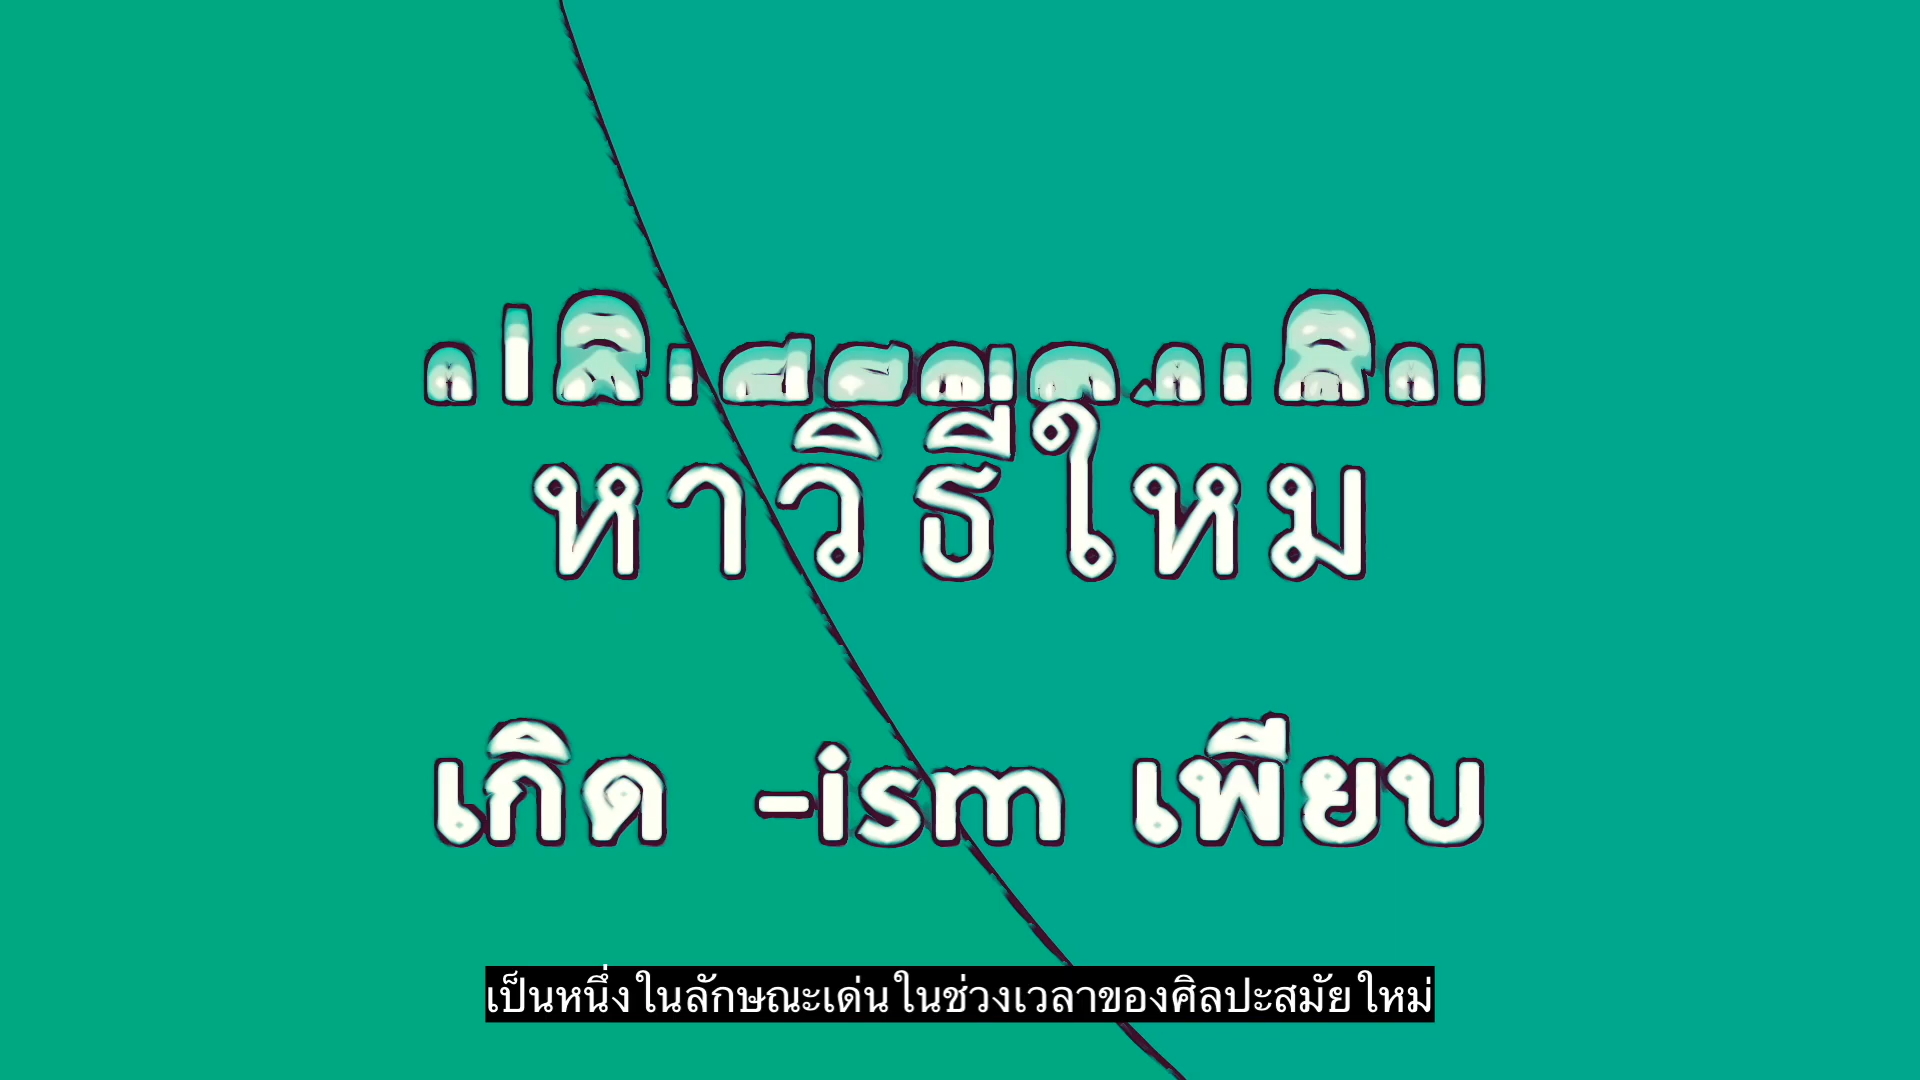 หาวิธีใหม
เกิด -ism เพียบ
เป็นหนึ่งในลักษณะเด่นในช่วงเวลาของศิลปะสมัยใหม่